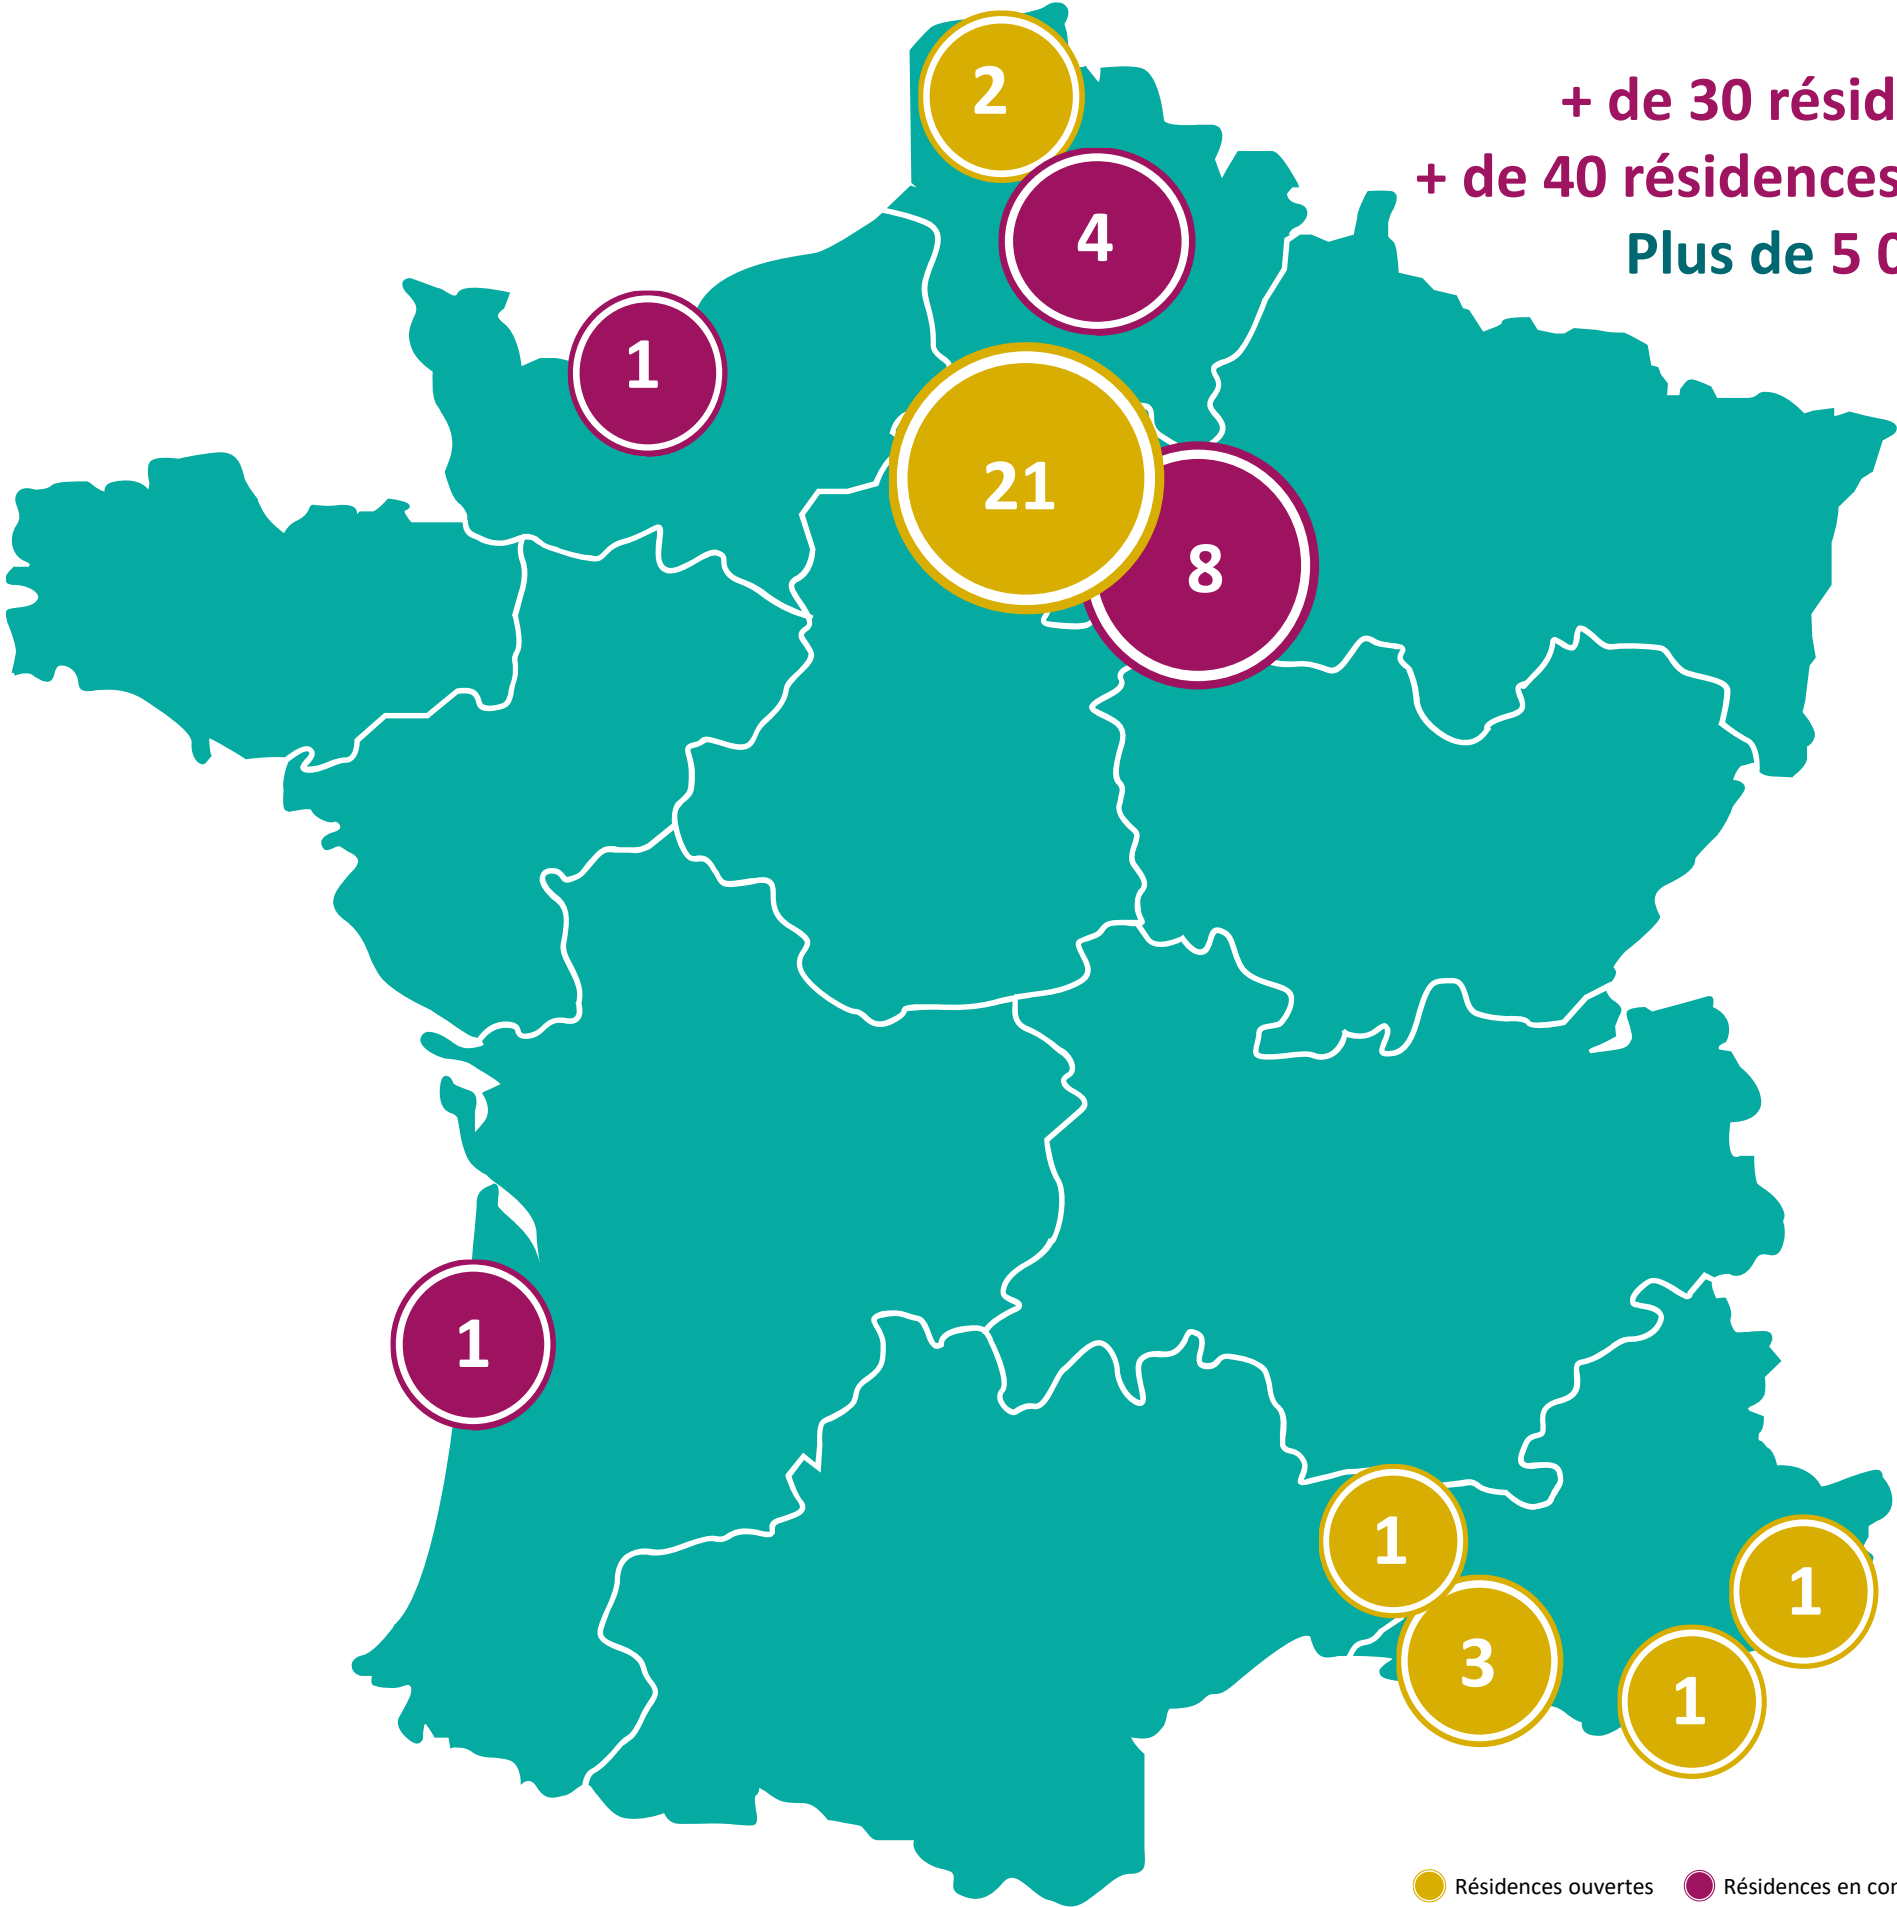 + de 30 résid
+ de 40 résidences
Plus de 5 0
2
4
1
21
8
1
1
1
3
1
Résidences ouvertes
Résidences en con